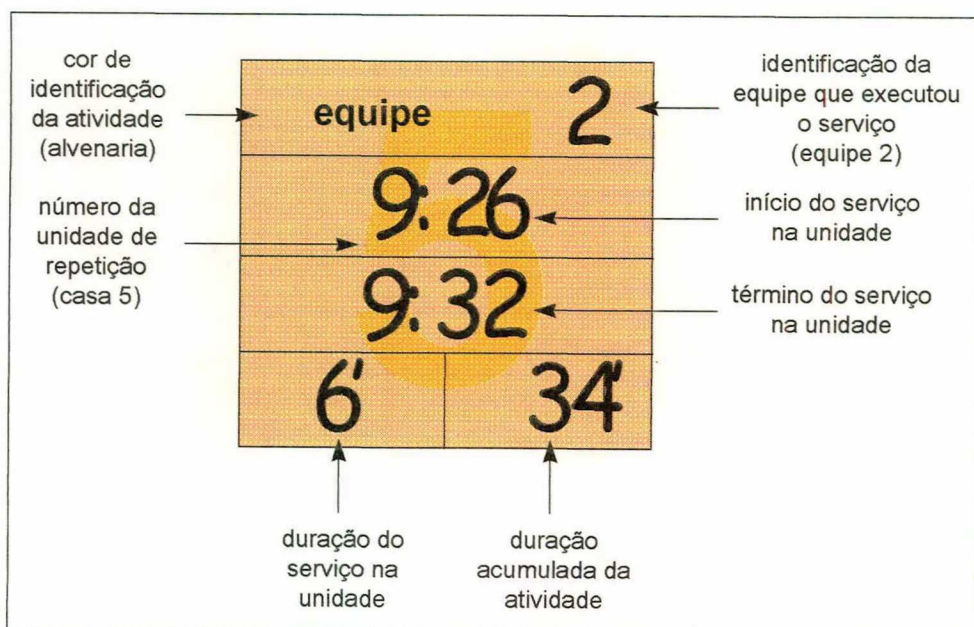 cor de
identificação
da atividade
(alvenaria)
equipe 2
identificação da
equipe que executou
o serviço
(equipe 2)
número da
unidade de
repetição
(casa 5)
5
9:26
início do serviço
na unidade
9:32
término do serviço
na unidade
6'
34'
duração do
serviço na
unidade
duração
acumulada da
atividade